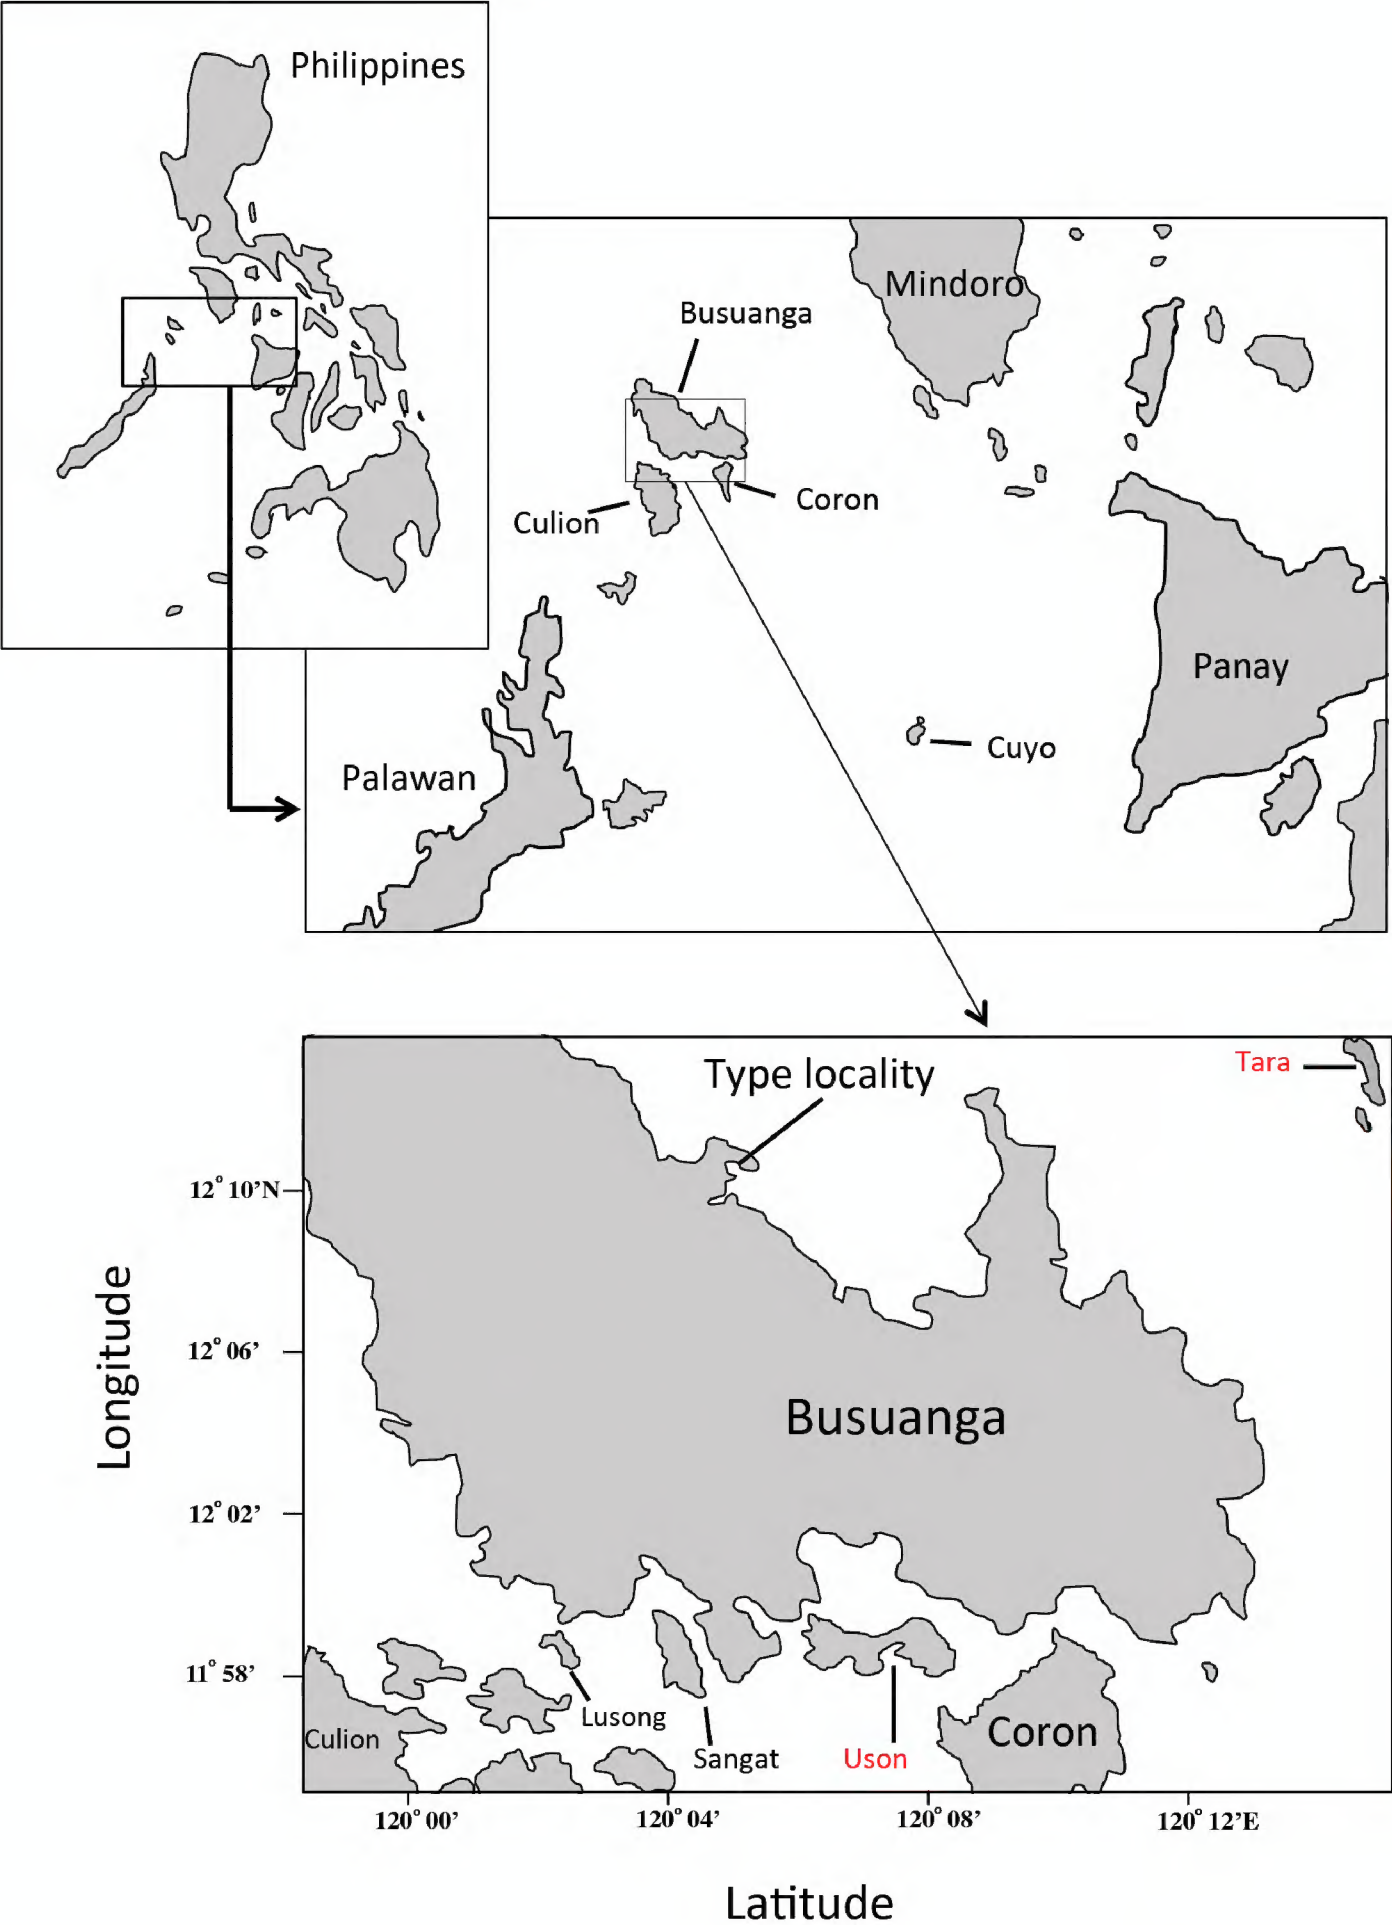 Philippines
Mindoro
Busuanga
Coron
Culion
Panay
Cuyo
Palawan
Type locality
Tara
12° 10’N
12° 06’
Longitude
Busuanga
12° 02’
11° 58’
Lusong
Culion
Coron
Sangat
Uson
120° 00’
120° 04’
120° 08’
120° 12’E
Latitude